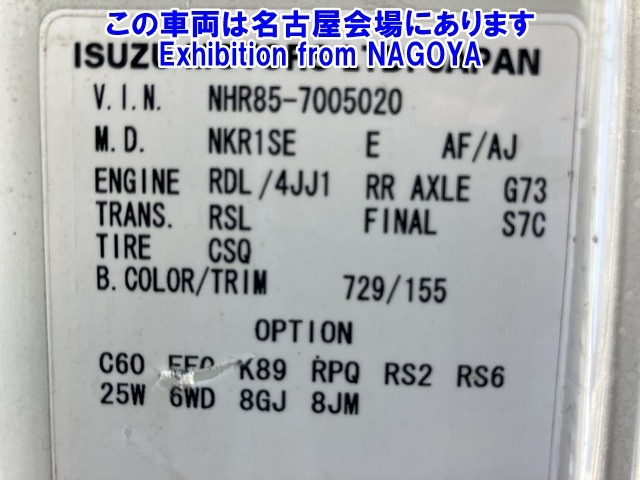 この車両は名古屋会場にあります
Exhibition from NAGOYA
ISUZU JAPAN
V.I.N. NHR85-7005020
M.D. NKR1SE E AF/AJ
ENGINE RDL/4JJ1 RR AXLE G73
TRANS. RSL FINAL S7C
TIRE CSQ
B.COLOR/TRIM 729/155
OPTION
C60 K89 RPQ RS2 RS6
25W 6WD 8GJ 8JM